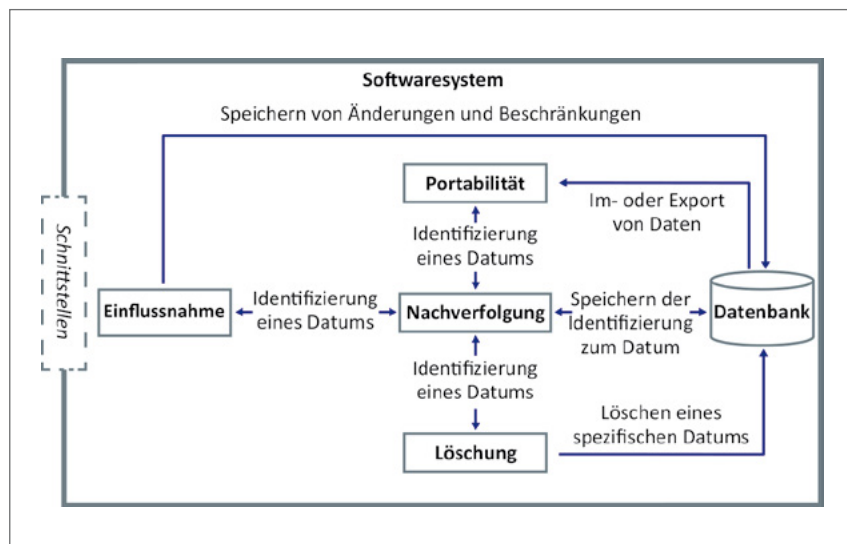 Softwaresystem
Speichern von Änderungen und Beschränkungen
Portabilität
Im- oder Export
von Daten
Identifizierung
eines Datums
Schnittstellen
Einflussnahme
Identifizierung
eines Datums
Nachverfolgung
Speichern der
Identifizierung
zum Datum
Datenbank
Identifizierung
eines Datums
Löschen eines
spezifischen Datums
Löschung